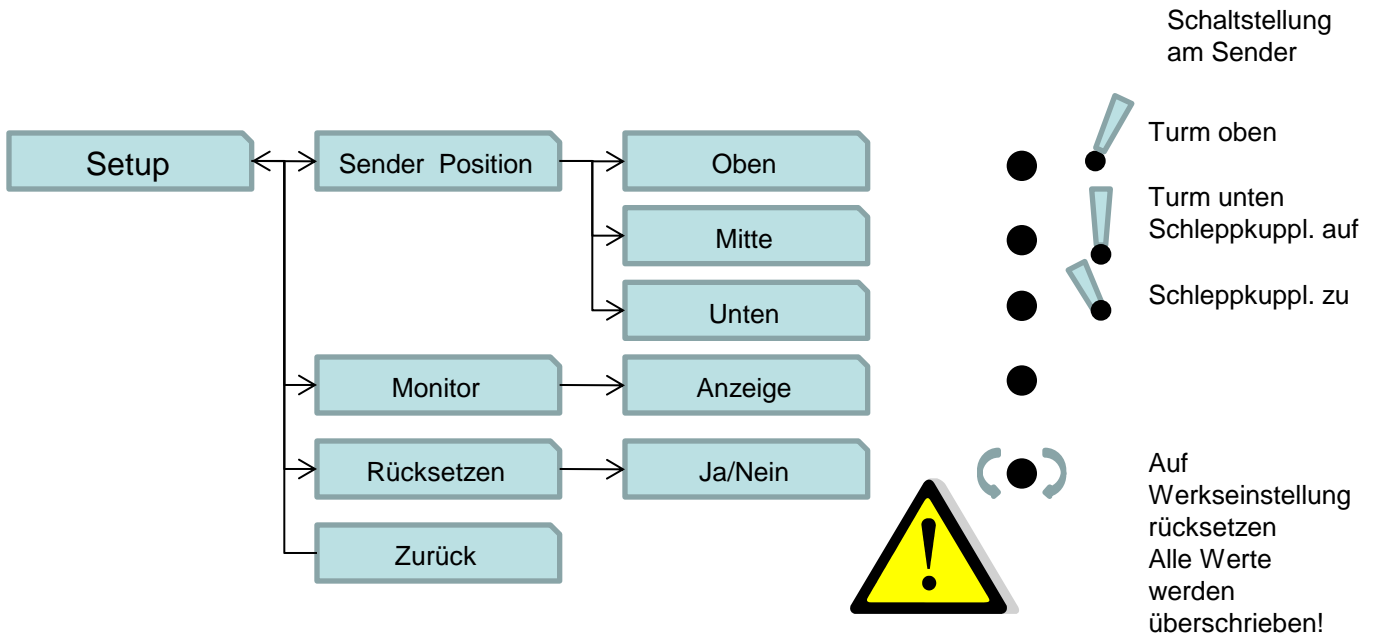 Schaltstellung
am Sender
Turm oben
Setup
Sender Position
Oben
Turm unten
Schleppkuppl. auf
Mitte
Schleppkuppl. zu
Unten
Monitor
Anzeige
Rücksetzen
Ja/Nein
Zurück
Auf
Werkseinstellung
rücksetzen
Alle Werte
werden
überschrieben!